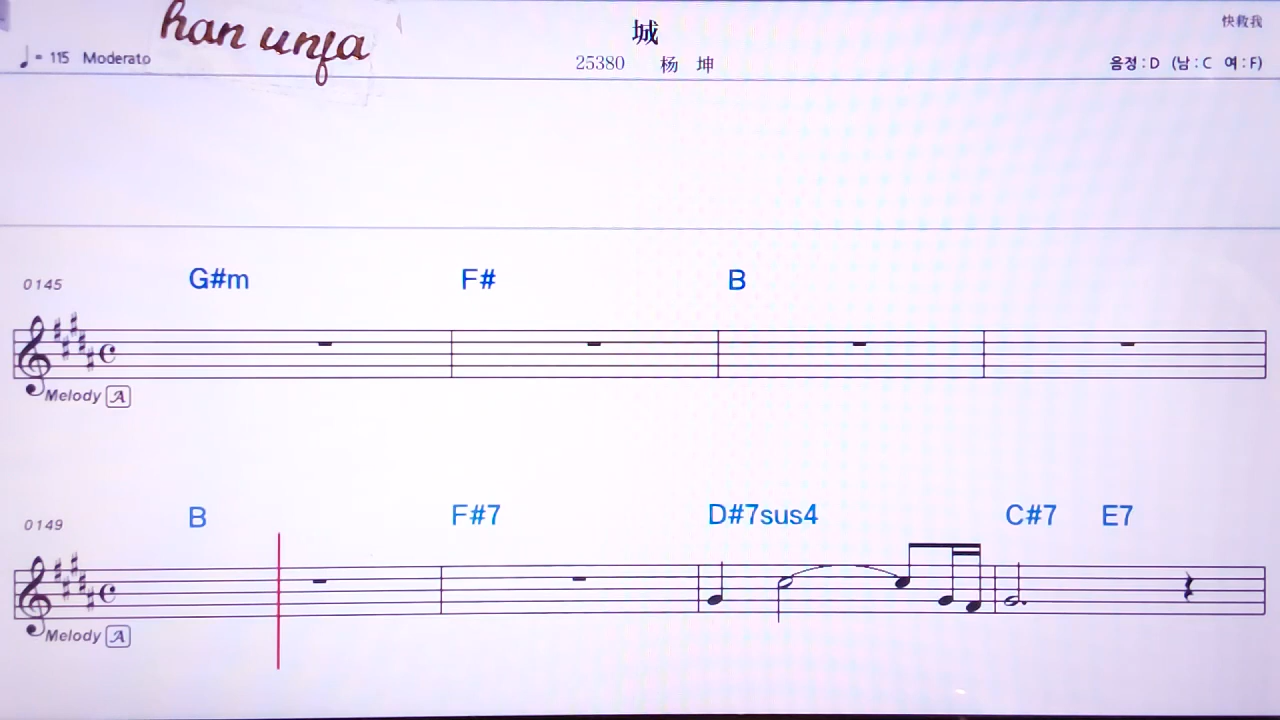 han unja
城
快救我
♩= 115 Moderato
25380 杨 坤
음정 : D (남 : C 여 : F)
0145
G#m F# B
Melody A
0149
B F#7 D#7sus4 C#7 E7
Melody A